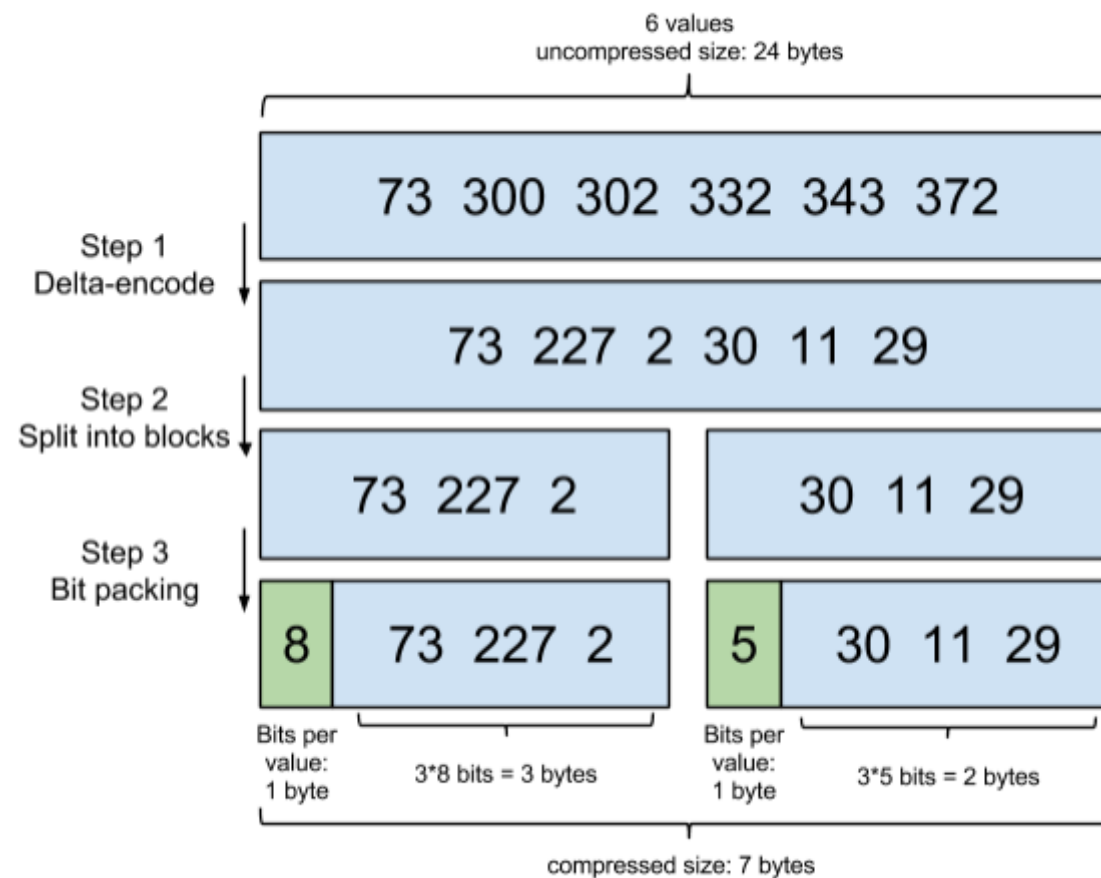 6 values
uncompressed size: 24 bytes
73 300 302 332 343 372
Step 1
Delta-encode
73 227 2 30 11 29
Step 2
Split into blocks
73 227 2
30 11 29
Step 3
Bit packing
8
73 227 2
5
30 11 29
Bits per
value:
1 byte
3*8 bits = 3 bytes
Bits per
value:
1 byte
3*5 bits = 2 bytes
compressed size: 7 bytes